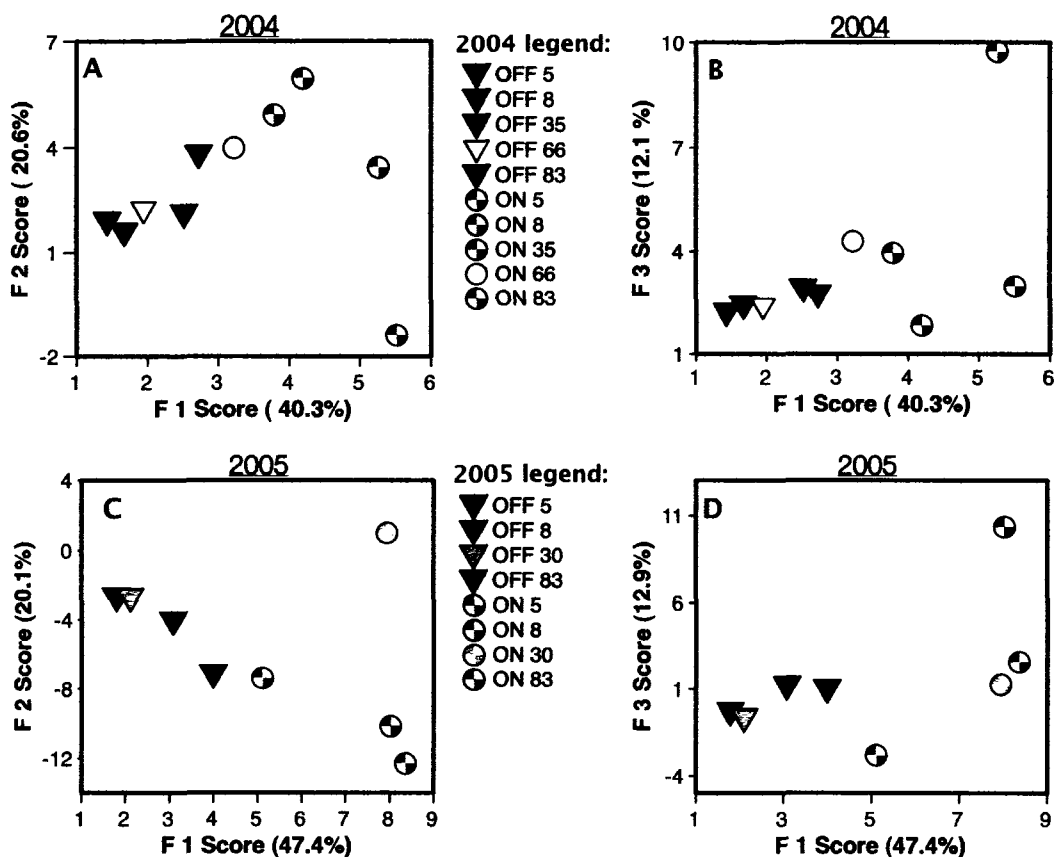 2004
A
7
4
1
-2
F 2 Score ( 20.6%)
1 2 3 4 5 6
F 1 Score ( 40.3%)
2004 legend:
OFF 5
OFF 8
OFF 35
OFF 66
OFF 83
ON 5
ON 8
ON 35
ON 66
ON 83
2004
B
10
7
4
1
F 3 Score (12.1 %)
1 2 3 4 5 6
F 1 Score ( 40.3%)
2005
C
4
0
-4
-8
-12
F 2 Score (20.1%)
1 2 3 4 5 6 7 8 9
F 1 Score (47.4%)
2005 legend:
OFF 5
OFF 8
OFF 30
OFF 83
ON 5
ON 8
ON 30
ON 83
2005
D
11
6
1
-4
F 3 Score (12.9%)
1 3 5 7 9
F 1 Score (47.4%)